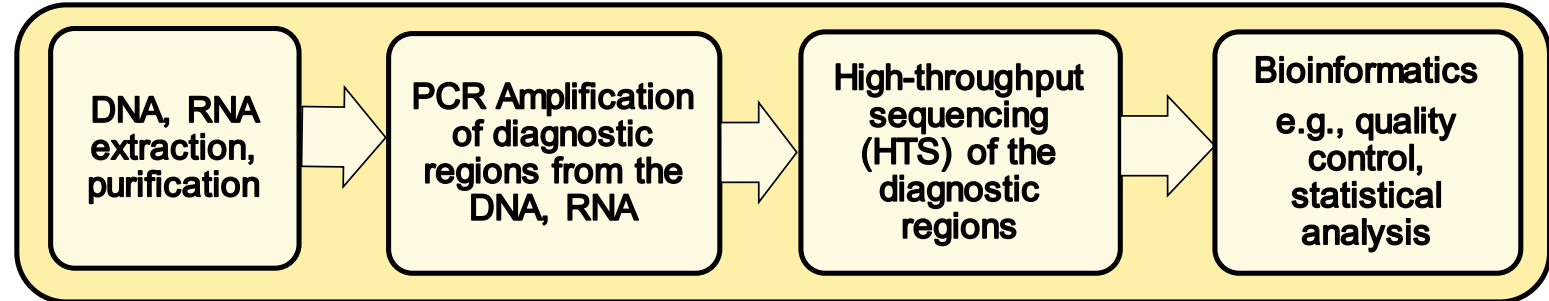 DNA, RNA
extraction,
purification
PCR Amplification
of diagnostic
regions from the
DNA, RNA
High-throughput
sequencing
(HTS) of the
diagnostic
regions
Bioinformatics
e.g., quality
control,
statistical
analysis